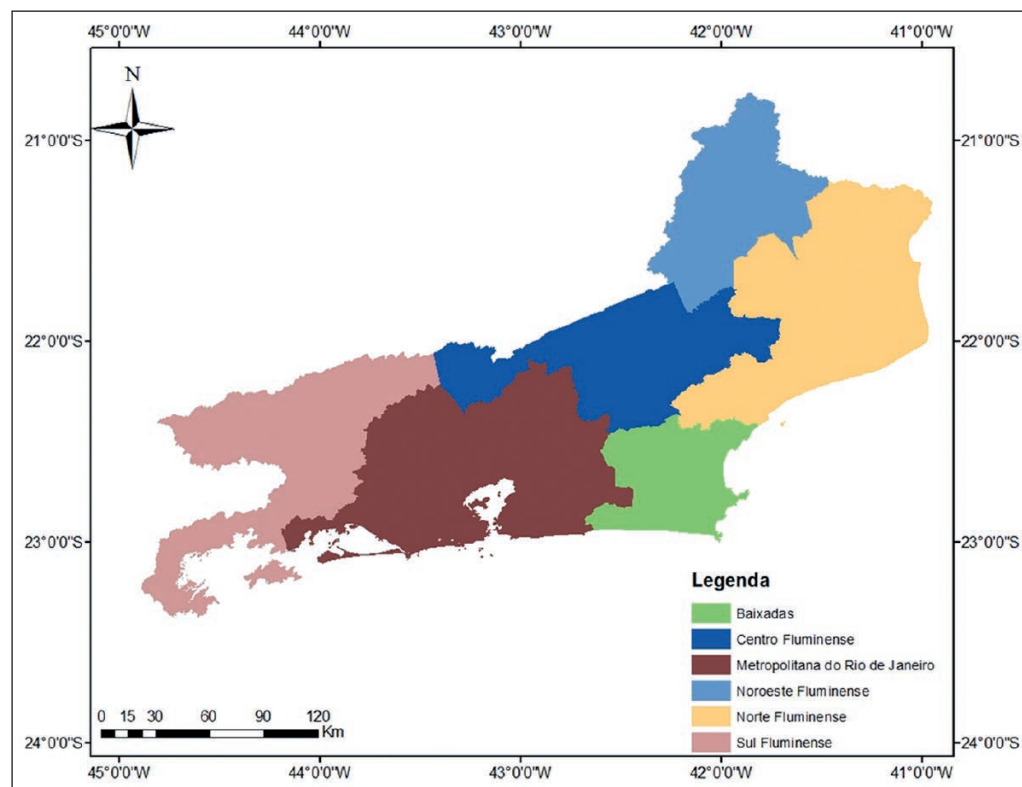 45°0'0"W 44°0'0"W 43°0'0"W 42°0'0"W 41°0'0"W
N
21°0'0"S 21°0'0"S
22°0'0"S 22°0'0"S
23°0'0"S 23°0'0"S
Legenda
Baixadas
Centro Fluminense
Metropolitana do Rio de Janeiro
Noroeste Fluminense
Norte Fluminense
Sul Fluminense
0 15 30 60 90 120
Km
24°0'0"S 24°0'0"S
45°0'0"W 44°0'0"W 43°0'0"W 42°0'0"W 41°0'0"W